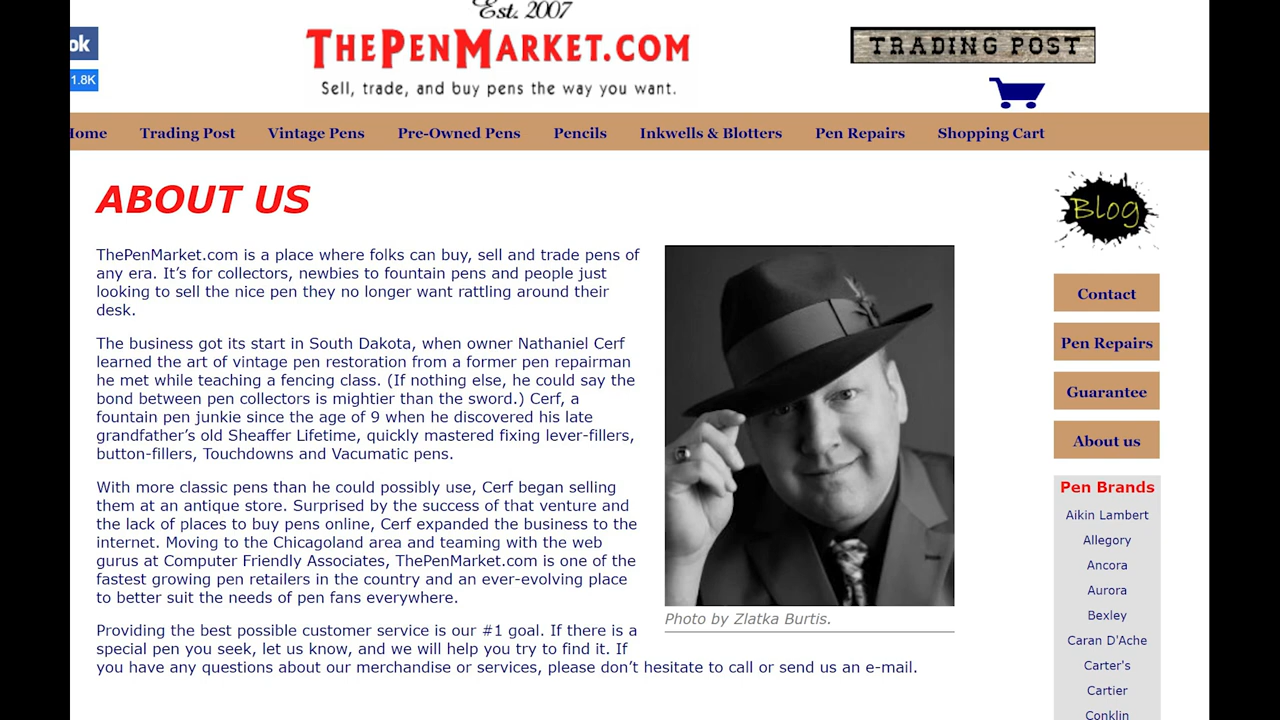 Est. 2007
THEPENMARKET.COM
Sell, trade, and buy pens the way you want.
TRADING POST
ok
1.8K
Home
Trading Post
Vintage Pens
Pre-Owned Pens
Pencils
Inkwells & Blotters
Pen Repairs
Shopping Cart
ABOUT US
ThePenMarket.com is a place where folks can buy, sell and trade pens of
any era. It’s for collectors, newbies to fountain pens and people just
looking to sell the nice pen they no longer want rattling around their
desk.
The business got its start in South Dakota, when owner Nathaniel Cerf
learned the art of vintage pen restoration from a former pen repairman
he met while teaching a fencing class. (If nothing else, he could say the
bond between pen collectors is mightier than the sword.) Cerf, a
fountain pen junkie since the age of 9 when he discovered his late
grandfather’s old Sheaffer Lifetime, quickly mastered fixing lever-fillers,
button-fillers, Touchdowns and Vacumatic pens.
With more classic pens than he could possibly use, Cerf began selling
them at an antique store. Surprised by the success of that venture and
the lack of places to buy pens online, Cerf expanded the business to the
internet. Moving to the Chicagoland area and teaming with the web
gurus at Computer Friendly Associates, ThePenMarket.com is one of the
fastest growing pen retailers in the country and an ever-evolving place
to better suit the needs of pen fans everywhere.
Providing the best possible customer service is our #1 goal. If there is a
special pen you seek, let us know, and we will help you try to find it. If
you have any questions about our merchandise or services, please don’t hesitate to call or send us an e-mail.
Photo by Zlatka Burtis.
Blog
Contact
Pen Repairs
Guarantee
About us
Pen Brands
Aikin Lambert
Allegory
Ancora
Aurora
Bexley
Caran D'Ache
Carter's
Cartier
Conklin